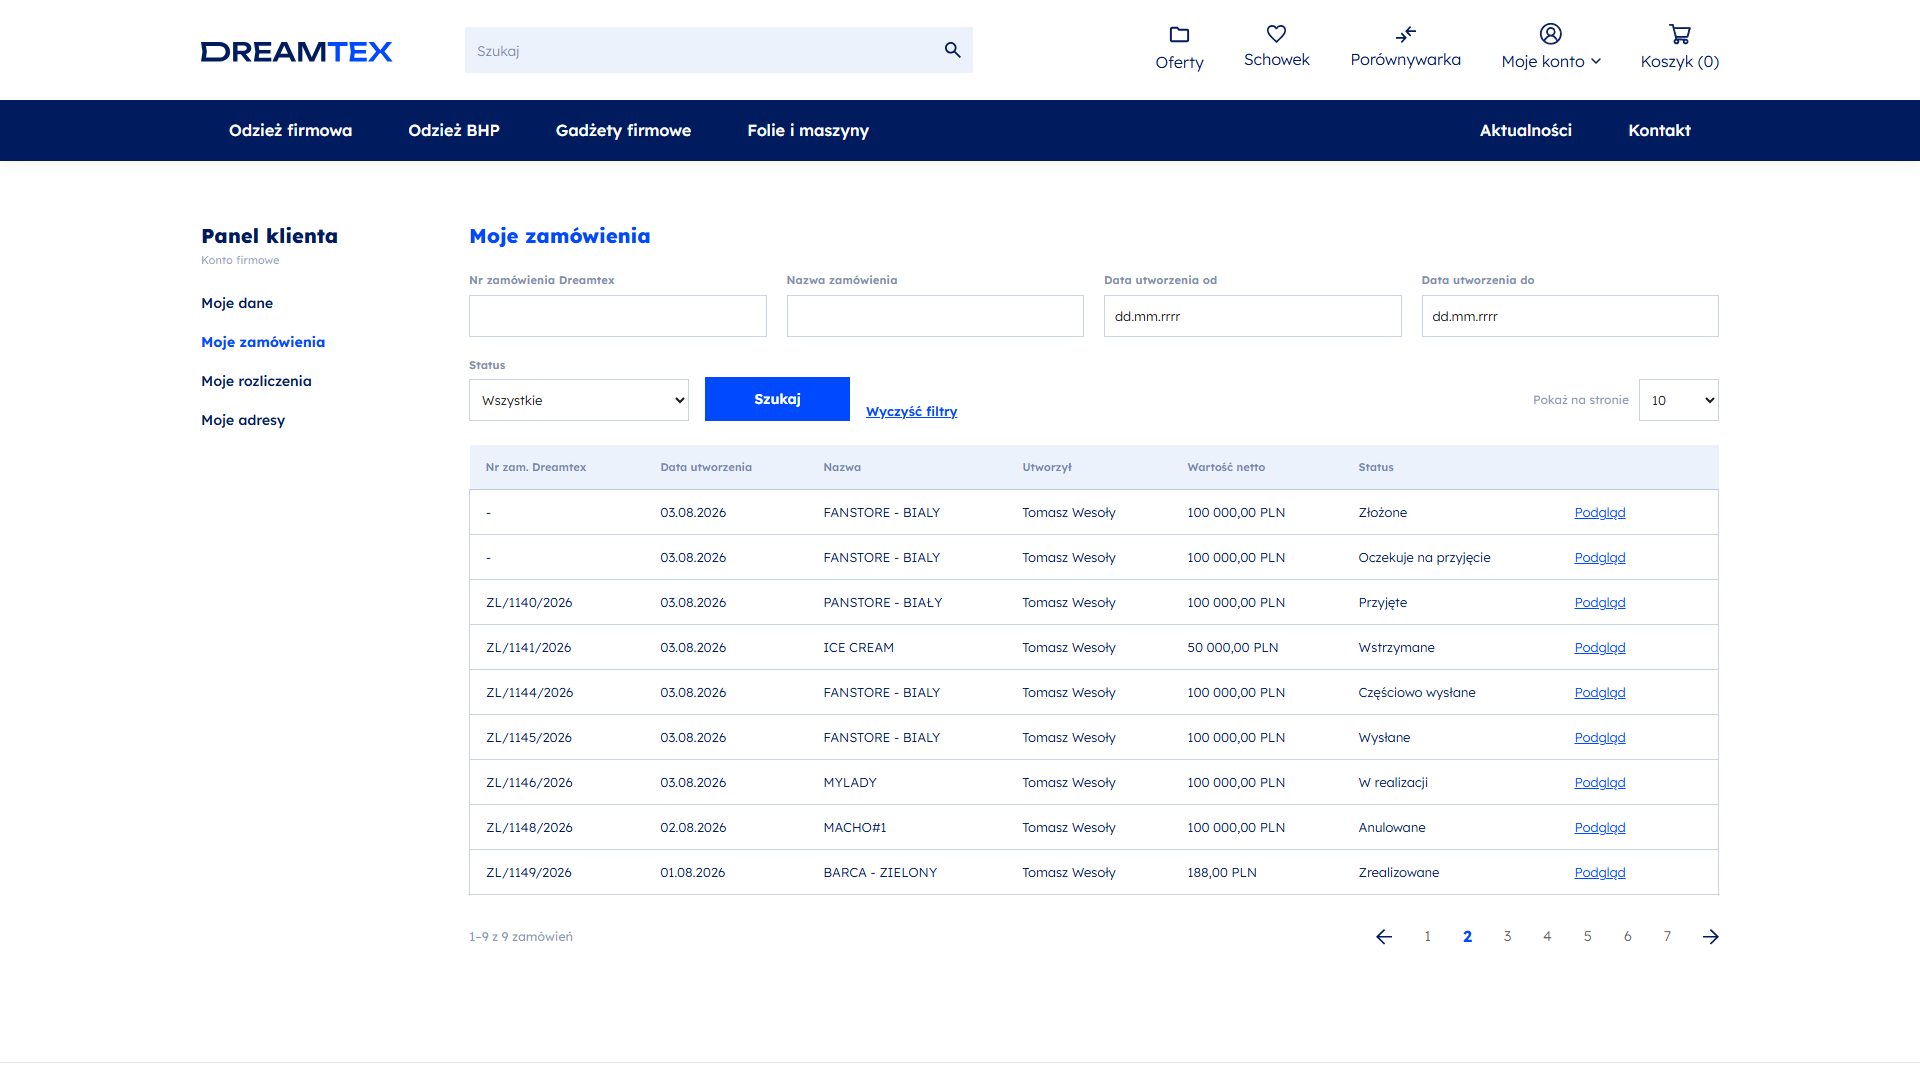 DREAMTEX
Szukaj
Oferty
Schowek
Porównywarka
Moje konto
Koszyk (0)
Odzież firmowa
Odzież BHP
Gadżety firmowe
Folie i maszyny
Aktualności
Kontakt
Panel klienta
Konto firmowe
Moje dane
Moje zamówienia
Moje rozliczenia
Moje adresy
Moje zamówienia
Nr zamówienia Dreamtex
Nazwa zamówienia
Data utworzenia od
Data utworzenia do
dd.mm.rrrr
dd.mm.rrrr
Status
Wszystkie
Szukaj
Wyczyść filtry
Pokaż na stronie
10
Nr zam. Dreamtex Data utworzenia Nazwa Utworzył Wartość netto Status
- 03.08.2026 FANSTORE - BIALY Tomasz Wesoły 100 000,00 PLN Złożone Podgląd
- 03.08.2026 FANSTORE - BIALY Tomasz Wesoły 100 000,00 PLN Oczekuje na przyjęcie Podgląd
ZL/1140/2026 03.08.2026 PANSTORE - BIAŁY Tomasz Wesoły 100 000,00 PLN Przyjęte Podgląd
ZL/1141/2026 03.08.2026 ICE CREAM Tomasz Wesoły 50 000,00 PLN Wstrzymane Podgląd
ZL/1144/2026 03.08.2026 FANSTORE - BIALY Tomasz Wesoły 100 000,00 PLN Częściowo wysłane Podgląd
ZL/1145/2026 03.08.2026 FANSTORE - BIALY Tomasz Wesoły 100 000,00 PLN Wysłane Podgląd
ZL/1146/2026 03.08.2026 MYLADY Tomasz Wesoły 100 000,00 PLN W realizacji Podgląd
ZL/1148/2026 02.08.2026 MACHO#1 Tomasz Wesoły 100 000,00 PLN Anulowane Podgląd
ZL/1149/2026 01.08.2026 BARCA - ZIELONY Tomasz Wesoły 188,00 PLN Zrealizowane Podgląd
1–9 z 9 zamówień
1 2 3 4 5 6 7